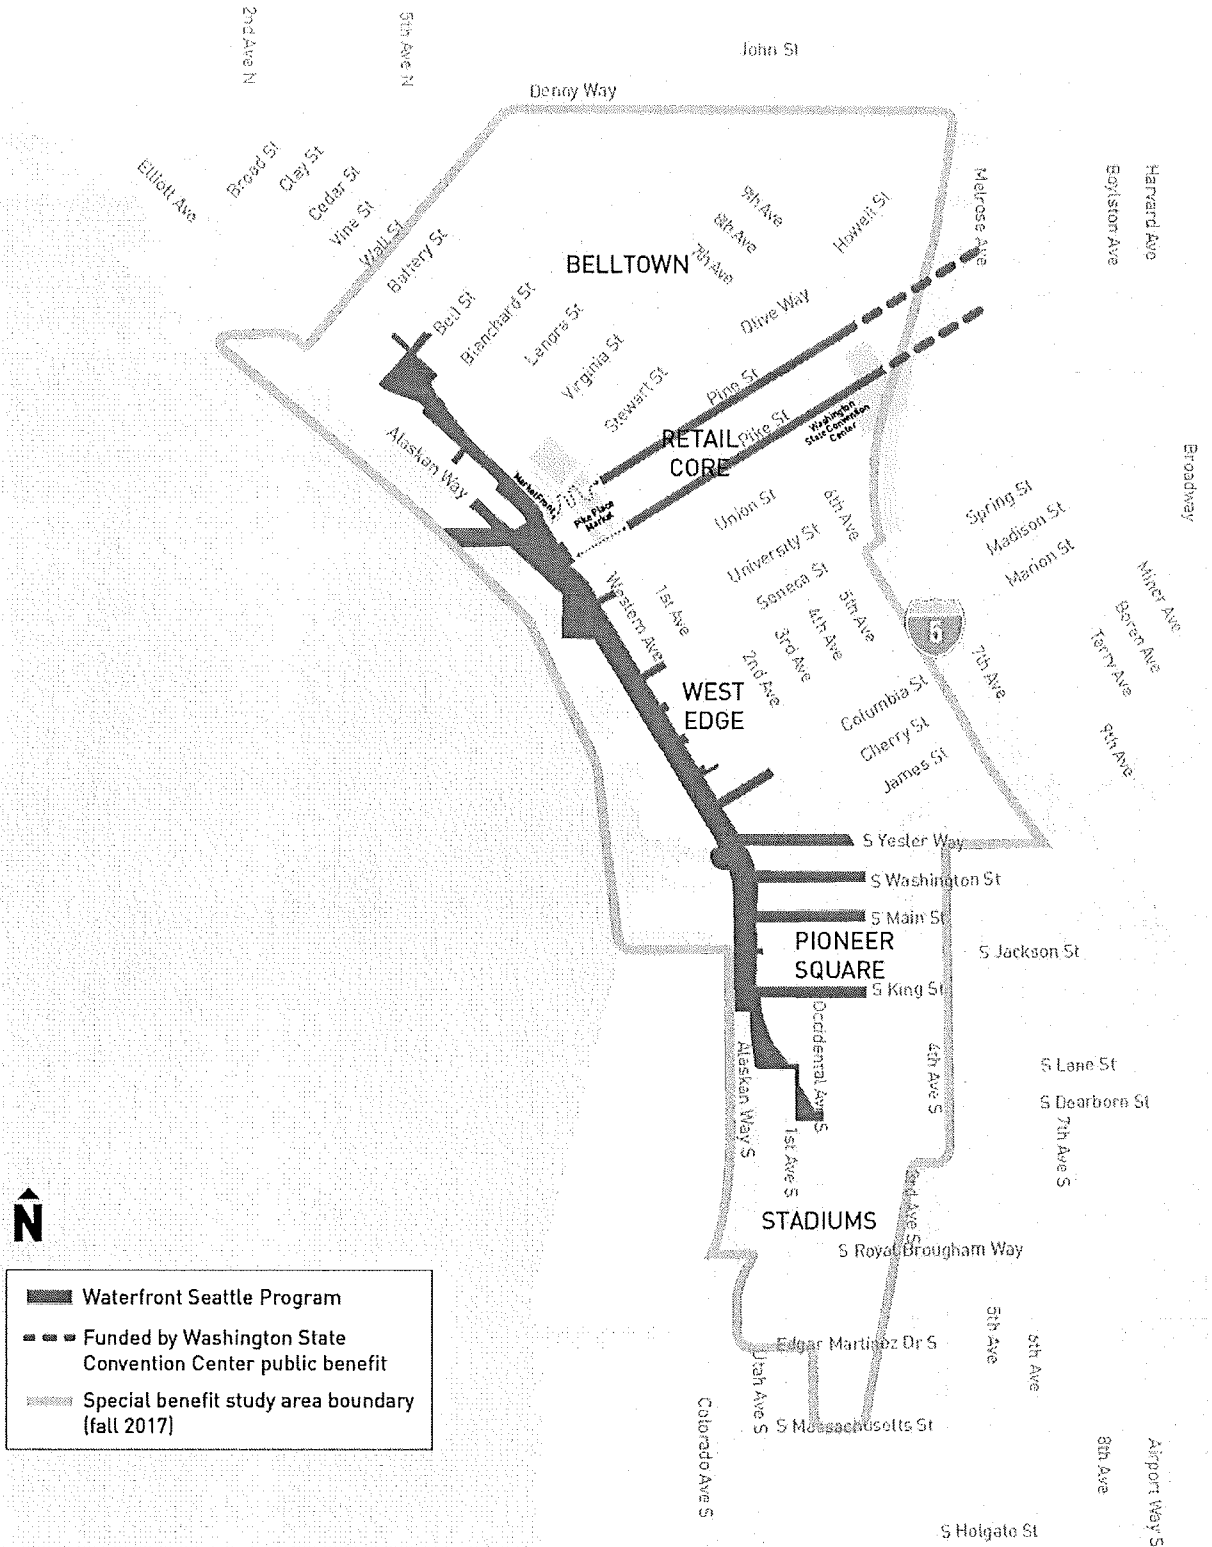 2nd Ave N
5th Ave N
John St
Denny Way
Elliott Ave
Broad St
Clay St
Cedar St
Vine St
Wall St
Battery St
Bell St
Blanchard St
Lenora St
Virginia St
Stewart St
BELLTOWN
9th Ave
8th Ave
7th Ave
Howell St
Olive Way
Melrose Ave
Boylston Ave
Harvard Ave
Broadway
Pine St
Pike St
RETAIL
CORE
Washington
State Convention
Center
Alaskan Way
MarketFront
Pike Place
Market
Union St
University St
Seneca St
6th Ave
5th Ave
4th Ave
3rd Ave
2nd Ave
1st Ave
Western Ave
Spring St
Madison St
Marion St
Minor Ave
Boren Ave
Terry Ave
9th Ave
7th Ave
WEST
EDGE
Columbia St
Cherry St
James St
S Yesler Way
S Washington St
S Main St
PIONEER
SQUARE
S Jackson St
S King St
Occidental Ave S
Alaskan Way S
1st Ave S
4th Ave S
S Lane St
S Dearborn St
7th Ave S
STADIUMS
S Royal Brougham Way
Edgar Martinez Dr S
Utah Ave S
S Massachusetts St
Colorado Ave S
5th Ave
6th Ave
8th Ave
Airport Way S
S Holgate St
N
Waterfront Seattle Program
Funded by Washington State
Convention Center public benefit
Special benefit study area boundary
(fall 2017)